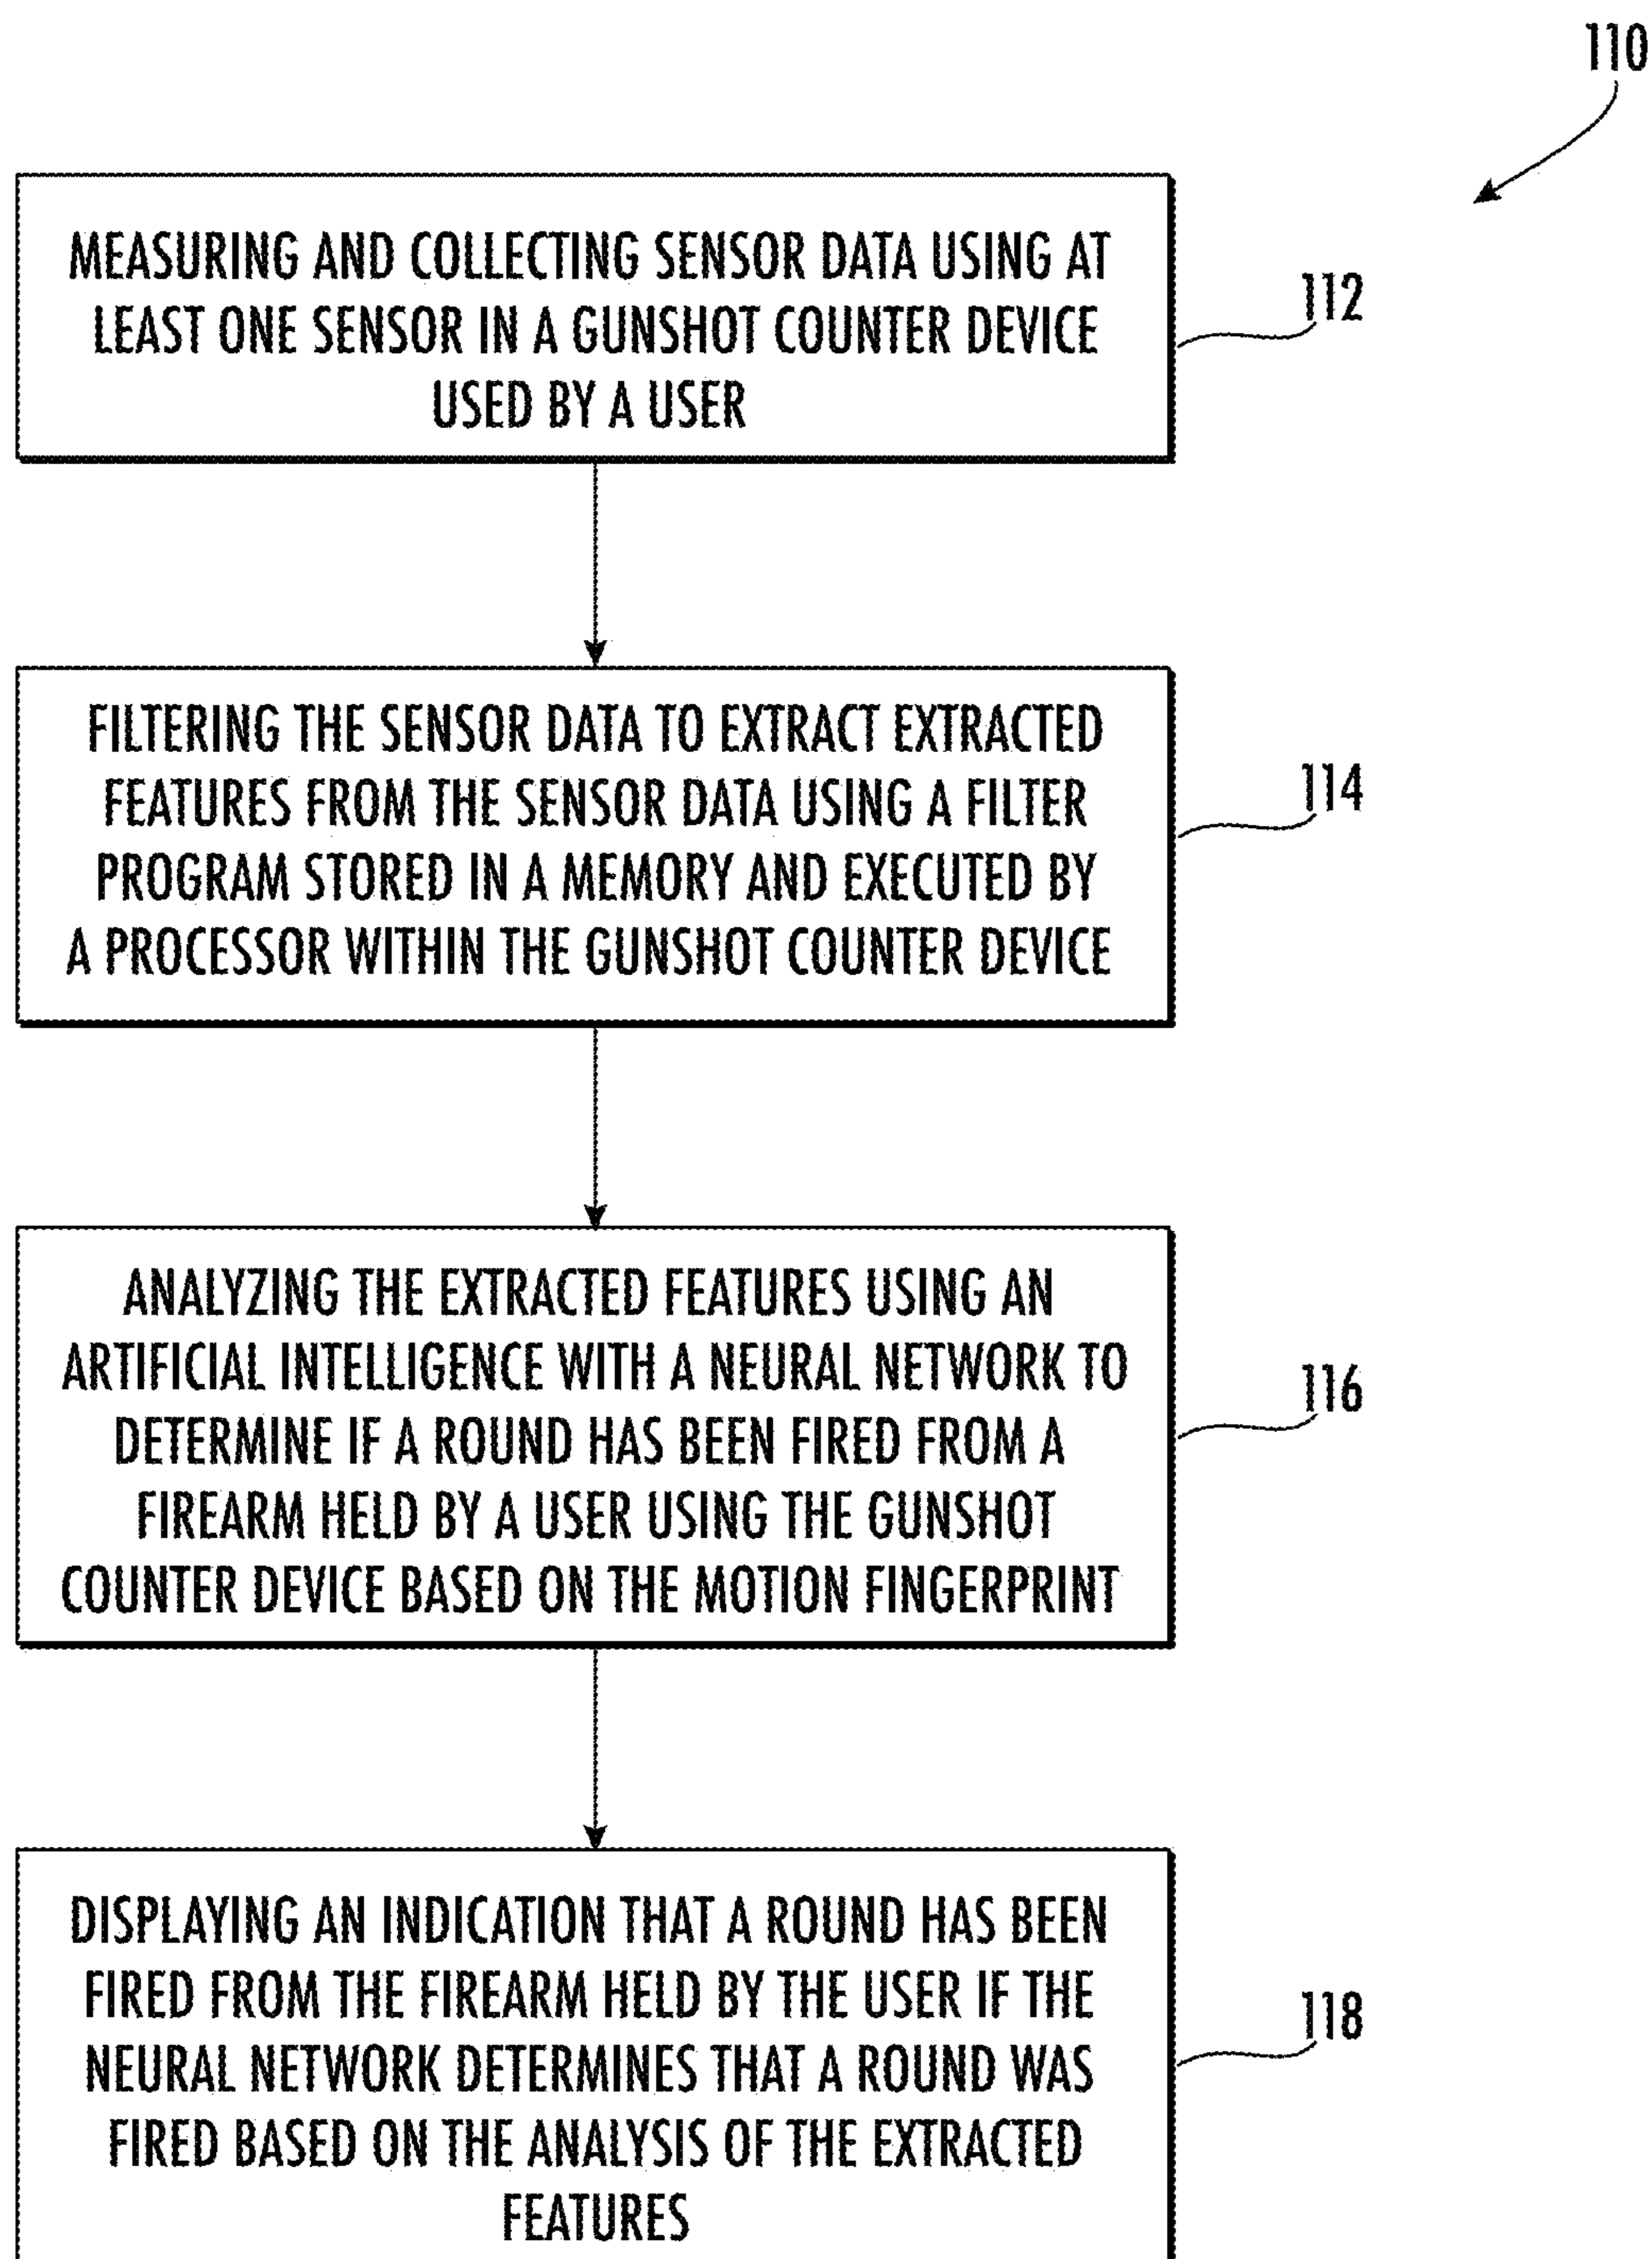 110
MEASURING AND COLLECTING SENSOR DATA USING AT
LEAST ONE SENSOR IN A GUNSHOT COUNTER DEVICE
USED BY A USER
112
FILTERING THE SENSOR DATA TO EXTRACT EXTRACTED
FEATURES FROM THE SENSOR DATA USING A FILTER
PROGRAM STORED IN A MEMORY AND EXECUTED BY
A PROCESSOR WITHIN THE GUNSHOT COUNTER DEVICE
114
ANALYZING THE EXTRACTED FEATURES USING AN
ARTIFICIAL INTELLIGENCE WITH A NEURAL NETWORK TO
DETERMINE IF A ROUND HAS BEEN FIRED FROM A
FIREARM HELD BY A USER USING THE GUNSHOT
COUNTER DEVICE BASED ON THE MOTION FINGERPRINT
116
DISPLAYING AN INDICATION THAT A ROUND HAS BEEN
FIRED FROM THE FIREARM HELD BY THE USER IF THE
NEURAL NETWORK DETERMINES THAT A ROUND WAS
FIRED BASED ON THE ANALYSIS OF THE EXTRACTED
FEATURES
118